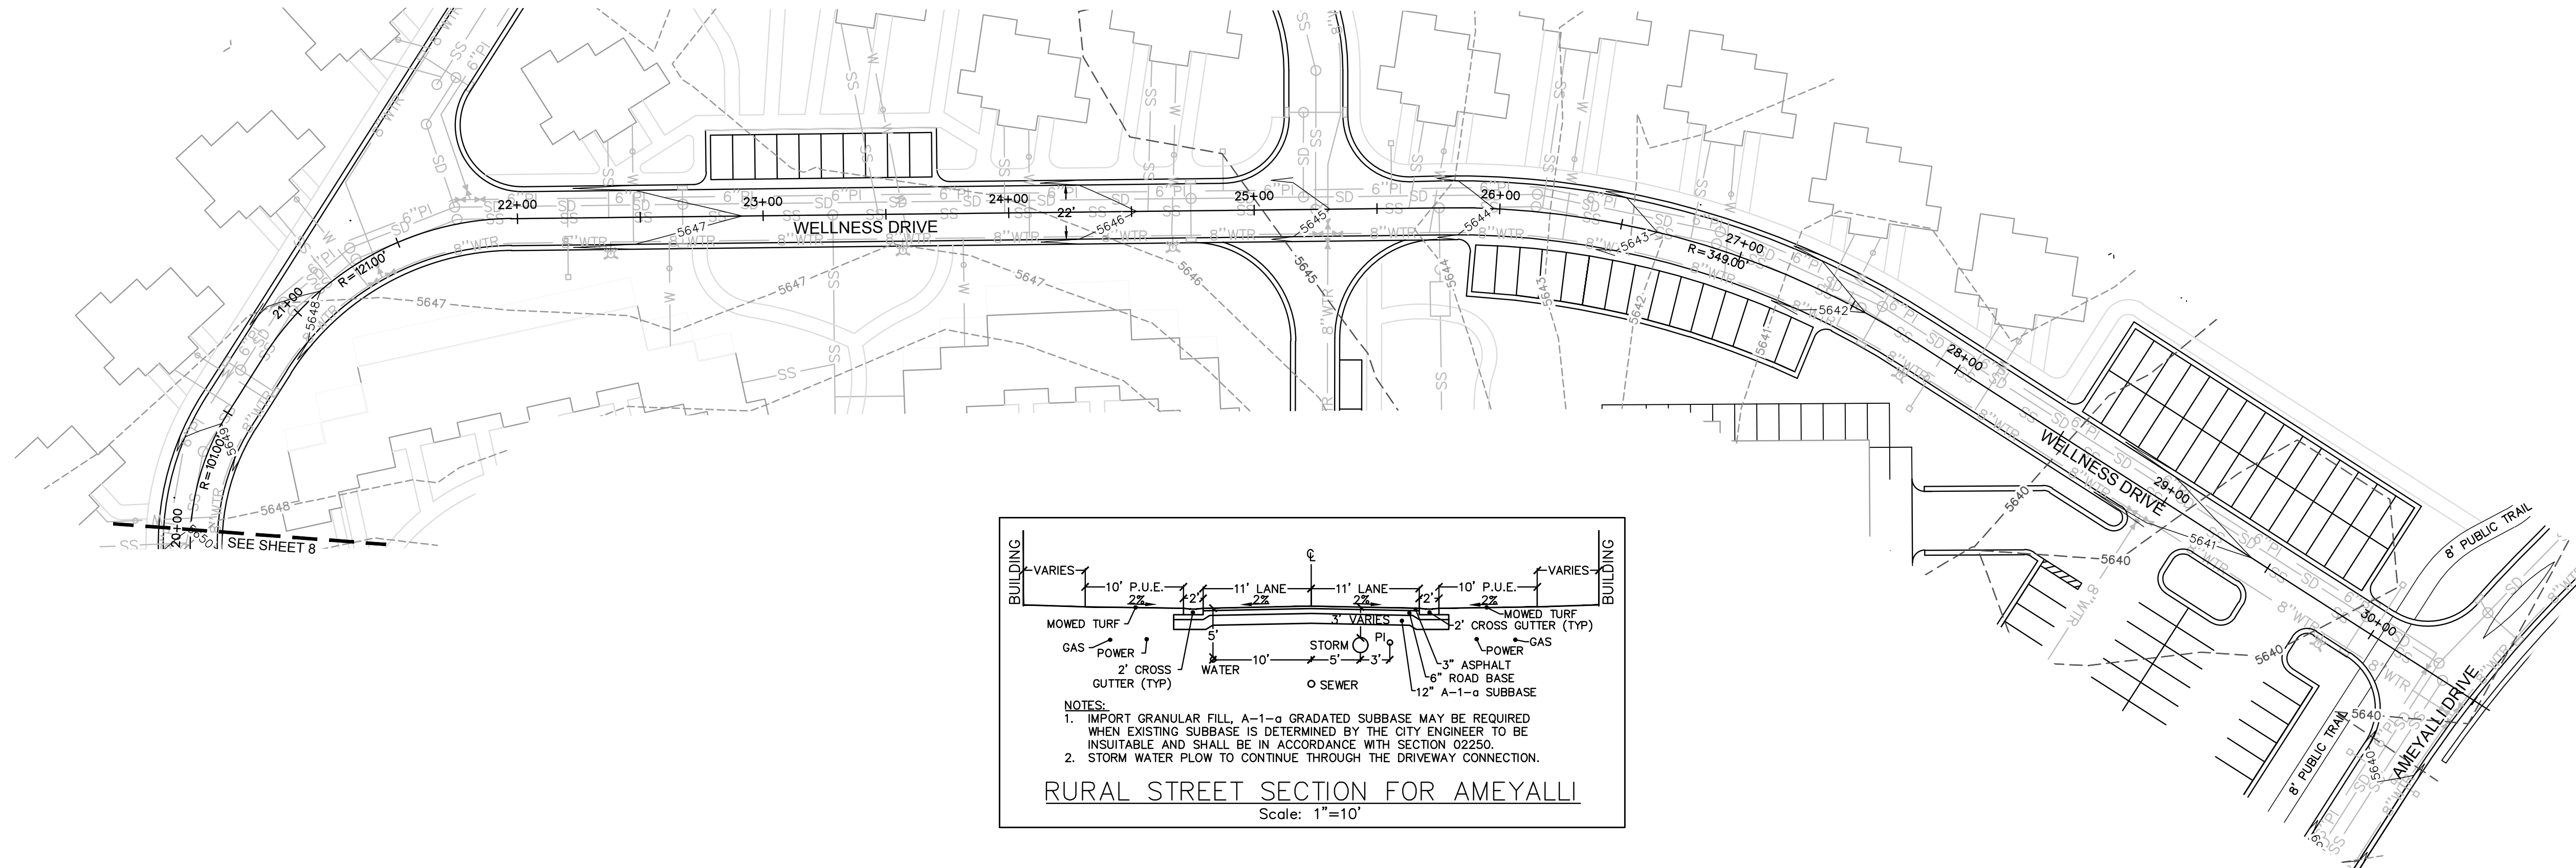 22+00
23+00
24+00
25+00
26+00
27+00
28+00
29+00
30+00
21+00
20+00
WELLNESS DRIVE
22'
R=121.00'
R=101.00'
R=349.00'
6"PI
8"WTR
SS
SD
W
5647
5646
5645
5644
5643
5642
5641
5640
5648
5649
5650
SEE SHEET 8
WELLNESS DRIVE
8' PUBLIC TRAIL
8' PUBLIC TRAIL
AMEYALLI DRIVE
BUILDING
VARIES
10' P.U.E.
2%
2'
11' LANE
2%
℄
11' LANE
2%
2'
10' P.U.E.
2%
VARIES
BUILDING
MOWED TURF
GAS
POWER
2' CROSS
GUTTER (TYP)
5'
WATER
10'
STORM
3' VARIES
PI
5'
3'
SEWER
MOWED TURF
2' CROSS GUTTER (TYP)
GAS
POWER
3" ASPHALT
6" ROAD BASE
12" A-1-a SUBBASE
NOTES:
1. IMPORT GRANULAR FILL, A-1-a GRADATED SUBBASE MAY BE REQUIRED
WHEN EXISTING SUBBASE IS DETERMINED BY THE CITY ENGINEER TO BE
INSUITABLE AND SHALL BE IN ACCORDANCE WITH SECTION 02250.
2. STORM WATER PLOW TO CONTINUE THROUGH THE DRIVEWAY CONNECTION.
RURAL STREET SECTION FOR AMEYALLI
Scale: 1"=10'